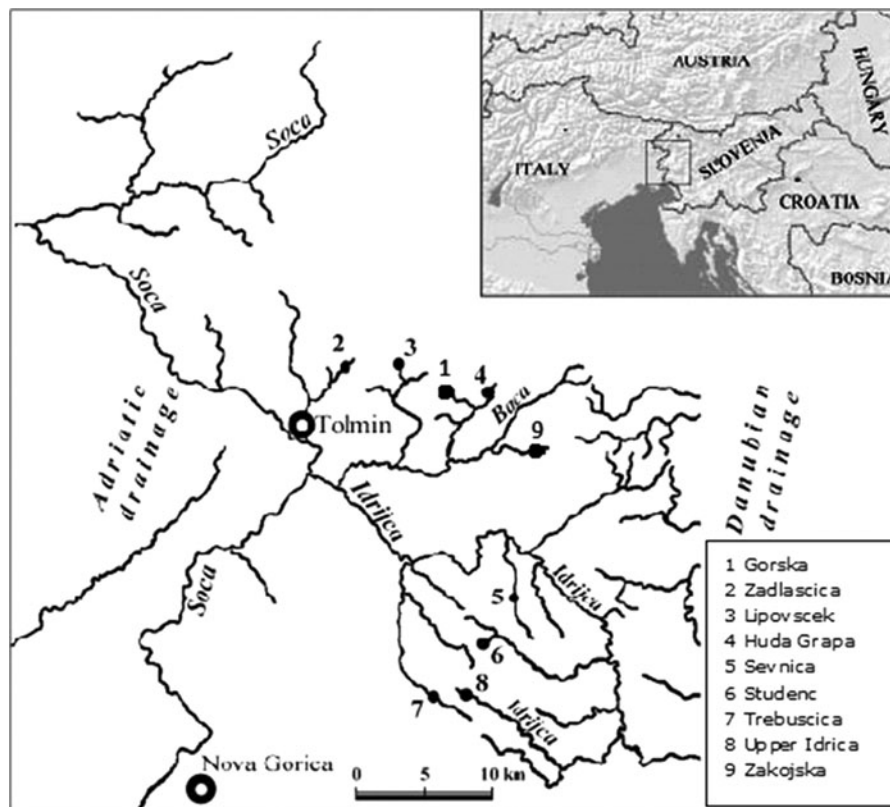 AUSTRIA
HUNGARY
ITALY
SLOVENIA
CROATIA
BOSNIA
Soca
Soca
2
3
1
4
Baca
9
Tolmin
Adriatic
drainage
Danubian
drainage
Idrijca
Soca
5
Idrijca
6
7
8
Idrijca
Nova Gorica
0 5 10 km
1 Gorska
2 Zadlascica
3 Lipovscek
4 Huda Grapa
5 Sevnica
6 Studenc
7 Trebuscica
8 Upper Idrica
9 Zakojska